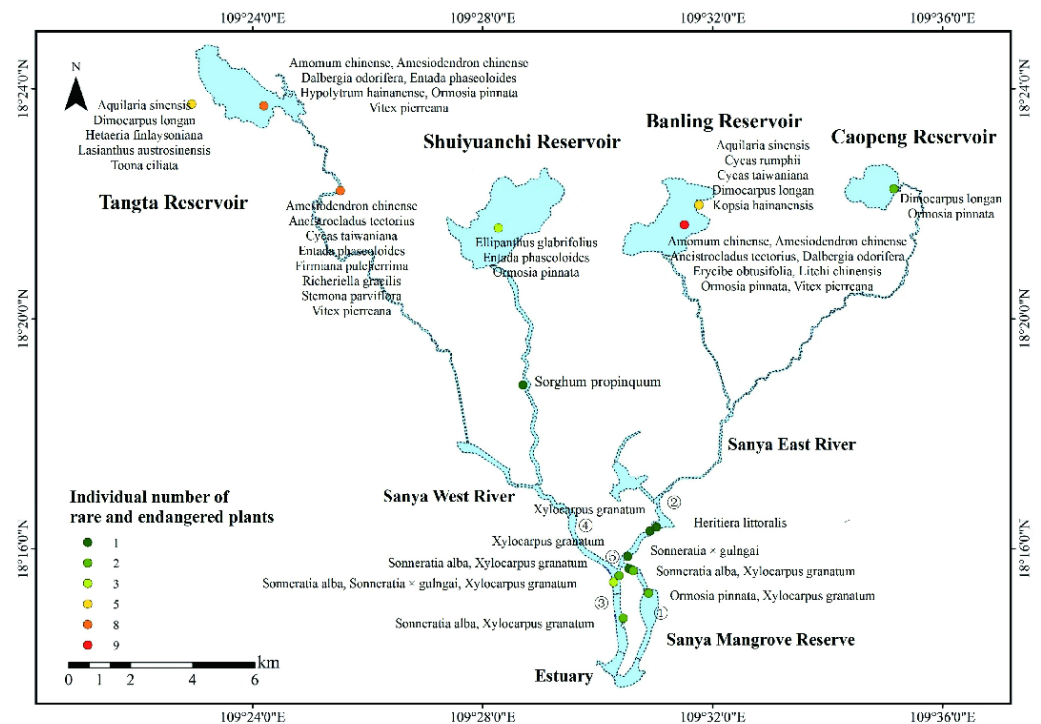 109°24'0"E
109°28'0"E
109°32'0"E
109°36'0"E
18°24'0"N
18°20'0"N
18°16'0"N
18°24'0"N
18°20'0"N
18°16'0"N
N
Amomum chinense, Amesiodendron chinense
Dalbergia odorifera, Entada phaseoloides
Hypolytrum hainanense, Ormosia pinnata
Vitex pierreana
Aquilaria sinensis
Dimocarpus longan
Hetaeria finlaysoniana
Lasianthus austrosinensis
Toona ciliata
Tangta Reservoir
Amesiodendron chinense
Ancistrocladus tectorius
Cycas taiwaniana
Entada phaseoloides
Firmiana pulcherrima
Richeriella gracilis
Stemona parviflora
Vitex pierreana
Shuiyuanchi Reservoir
Ellipanthus glabrifolius
Entada phaseoloides
Ormosia pinnata
Banling Reservoir
Aquilaria sinensis
Cycas rumphii
Cycas taiwaniana
Dimocarpus longan
Kopsia hainanensis
Amomum chinense, Amesiodendron chinense
Ancistrocladus tectorius, Dalbergia odorifera
Erycibe obtusifolia, Litchi chinensis
Ormosia pinnata, Vitex pierreana
Caopeng Reservoir
Dimocarpus longan
Ormosia pinnata
Sorghum propinquum
Sanya East River
Sanya West River
Xylocarpus granatum
②
Heritiera littoralis
④
Xylocarpus granatum
Sonneratia × gulngai
⑤
Sonneratia alba, Xylocarpus granatum
Sonneratia alba, Xylocarpus granatum
Sonneratia alba, Sonneratia × gulngai, Xylocarpus granatum
Ormosia pinnata, Xylocarpus granatum
③
①
Sonneratia alba, Xylocarpus granatum
Sanya Mangrove Reserve
Estuary
Individual number of
rare and endangered plants
1
2
3
5
8
9
km
0 1 2 4 6
109°24'0"E
109°28'0"E
109°32'0"E
109°36'0"E